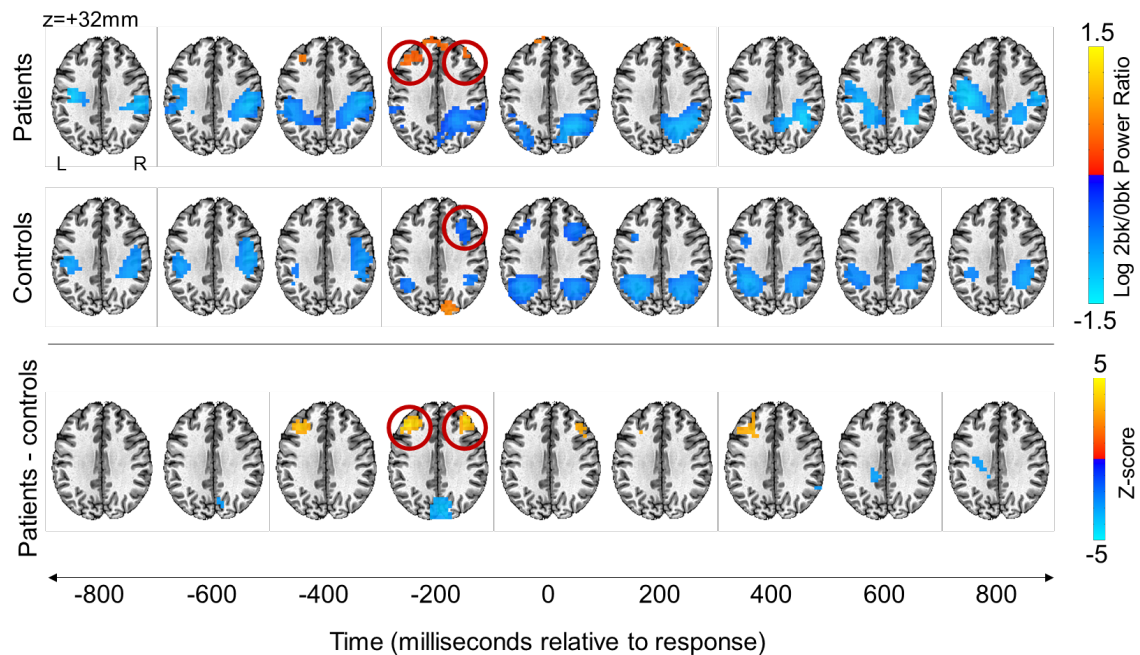 z=+32mm
Patients
L R
1.5
Log 2bk/0bk Power Ratio
-1.5
Controls
Patients - controls
5
Z-score
-5
-800 -600 -400 -200 0 200 400 600 800
Time (milliseconds relative to response)